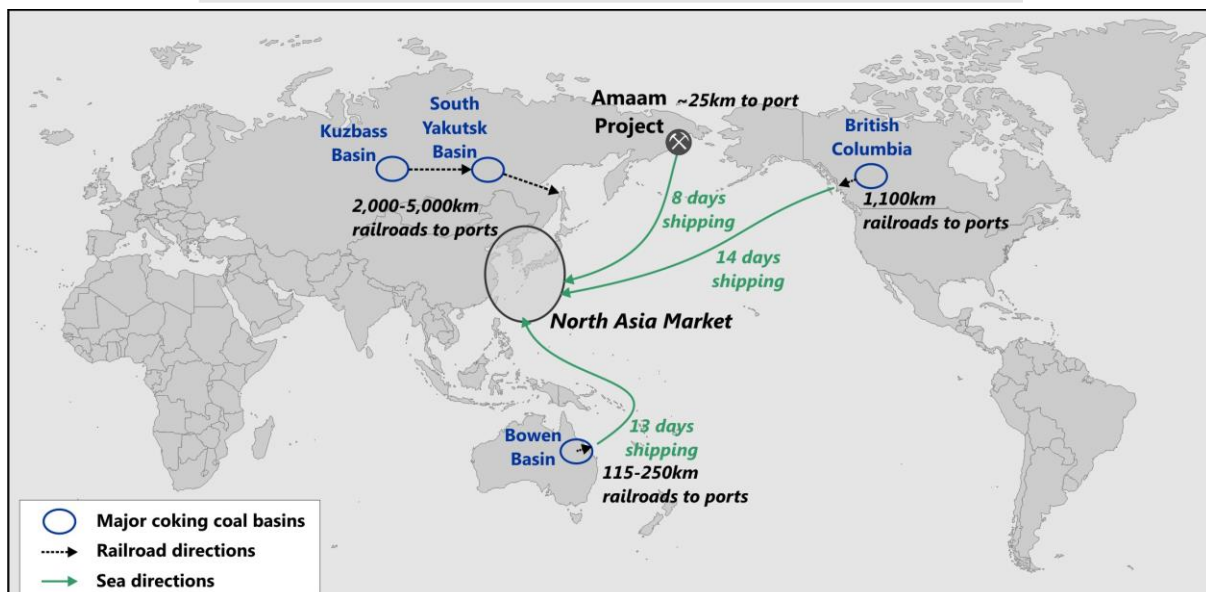 Amaam
Project
~25km to port
South
Yakutsk
Basin
Kuzbass
Basin
British
Columbia
2,000-5,000km
railroads to ports
8 days
shipping
1,100km
railroads to ports
14 days
shipping
North Asia Market
Bowen
Basin
13 days
shipping
115-250km
railroads to ports
Major coking coal basins
Railroad directions
Sea directions